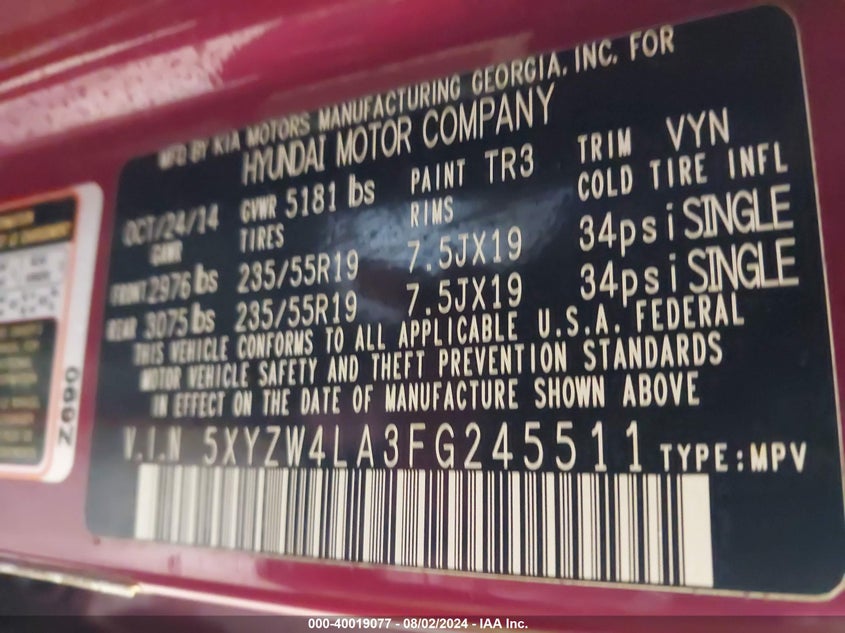 MFD BY KIA MOTORS MANUFACTURING GEORGIA, INC. FOR
HYUNDAI MOTOR COMPANY
OCT/24/14 GVWR 5181 lbs PAINT TR3 TRIM VYN
GAWR TIRES RIMS COLD TIRE INFL
FRONT 2976 lbs 235/55R19 7.5JX19 34psi SINGLE
REAR 3075 lbs 235/55R19 7.5JX19 34psi SINGLE
THIS VEHICLE CONFORMS TO ALL APPLICABLE U.S.A. FEDERAL
MOTOR VEHICLE SAFETY AND THEFT PREVENTION STANDARDS
IN EFFECT ON THE DATE OF MANUFACTURE SHOWN ABOVE
V.I.N 5XYZW4LA3FG245511 TYPE:MPV
Z690
000-40019077 - 08/02/2024 - IAA Inc.